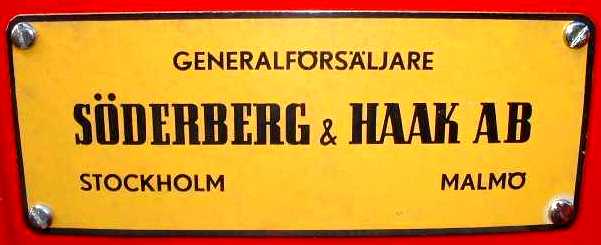 GENERALFÖRSÄLJARE
SÖDERBERG & HAAK AB
STOCKHOLM MALMÖ